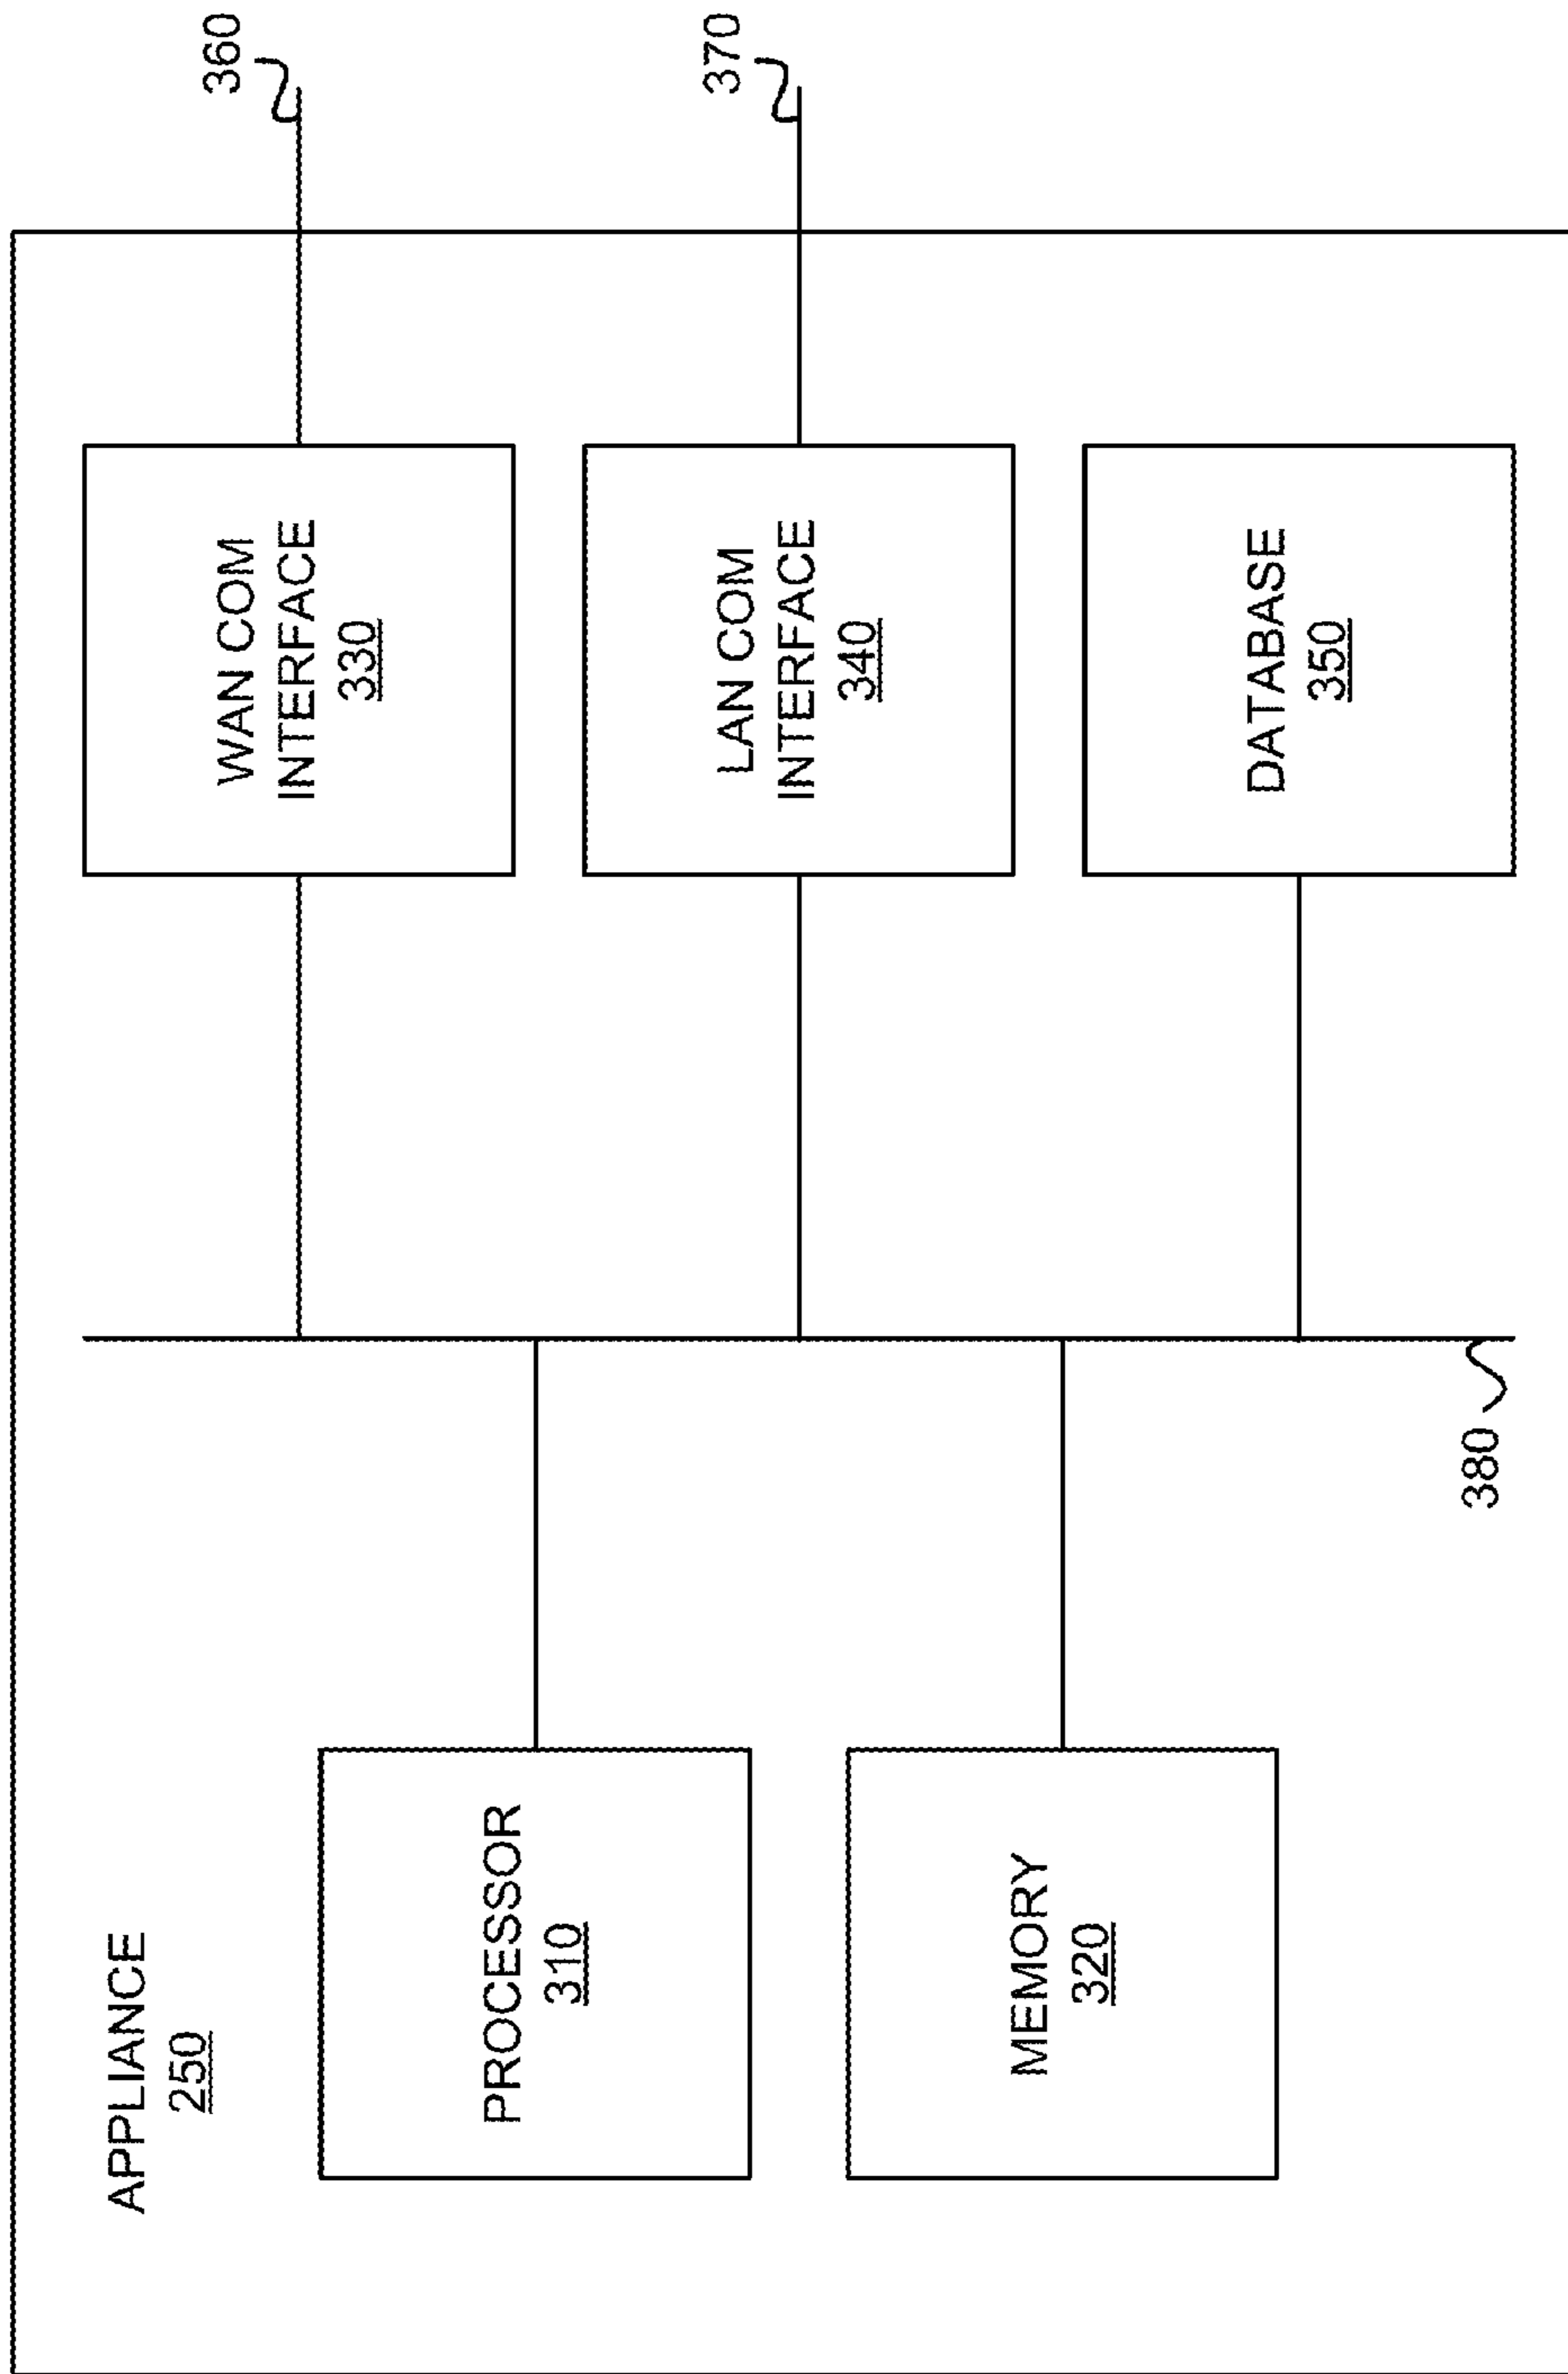 APPLIANCE
250
PROCESSOR
310
MEMORY
320
380
WAN COM
INTERFACE
330
LAN COM
INTERFACE
340
DATABASE
350
360
370